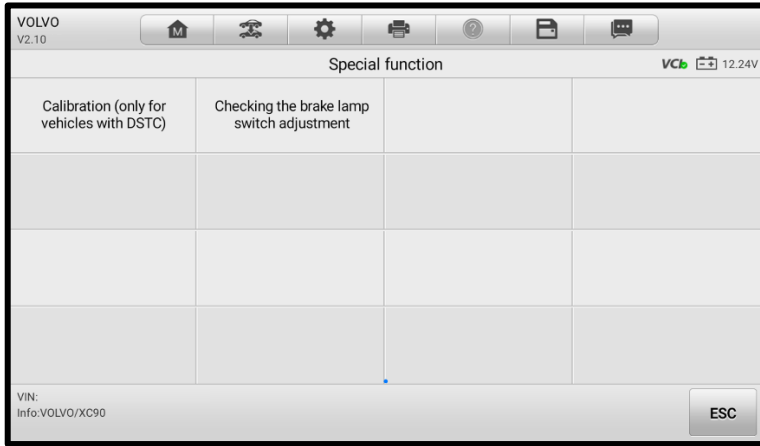 VOLVO
V2.10
M
Special function
VCI
12.24V
Calibration (only for
vehicles with DSTC)
Checking the brake lamp
switch adjustment
VIN:
Info:VOLVO/XC90
ESC